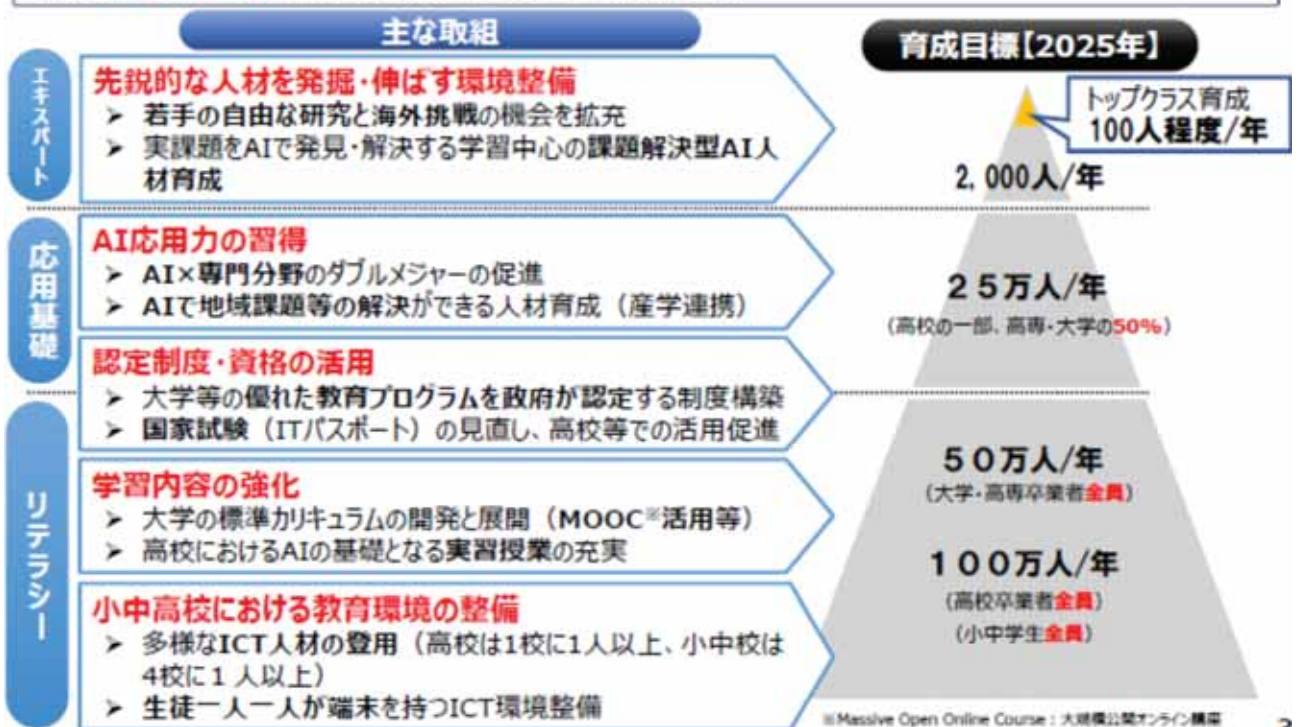 主な取組
育成目標【2025年】
エキスパート
先鋭的な人材を発掘・伸ばす環境整備
➢ 若手の自由な研究と海外挑戦の機会を拡充
➢ 実課題をAIで発見・解決する学習中心の課題解決型AI人
材育成
トップクラス育成
100人程度/年
2,000人/年
応用基礎
AI応用力の習得
➢ AI×専門分野のダブルメジャーの促進
➢ AIで地域課題等の解決ができる人材育成（産学連携）
25万人/年
（高校の一部、高専・大学の50%）
認定制度・資格の活用
➢ 大学等の優れた教育プログラムを政府が認定する制度構築
➢ 国家試験（ITパスポート）の見直し、高校等での活用促進
リテラシー
学習内容の強化
➢ 大学の標準カリキュラムの開発と展開（MOOC※活用等）
➢ 高校におけるAIの基礎となる実習授業の充実
50万人/年
（大学・高専卒業者全員）
100万人/年
（高校卒業者全員）
（小中学生全員）
小中高校における教育環境の整備
➢ 多様なICT人材の登用（高校は1校に1人以上、小中校は
4校に1人以上）
➢ 生徒一人一人が端末を持つICT環境整備
※Massive Open Online Course：大規模公開オンライン講座